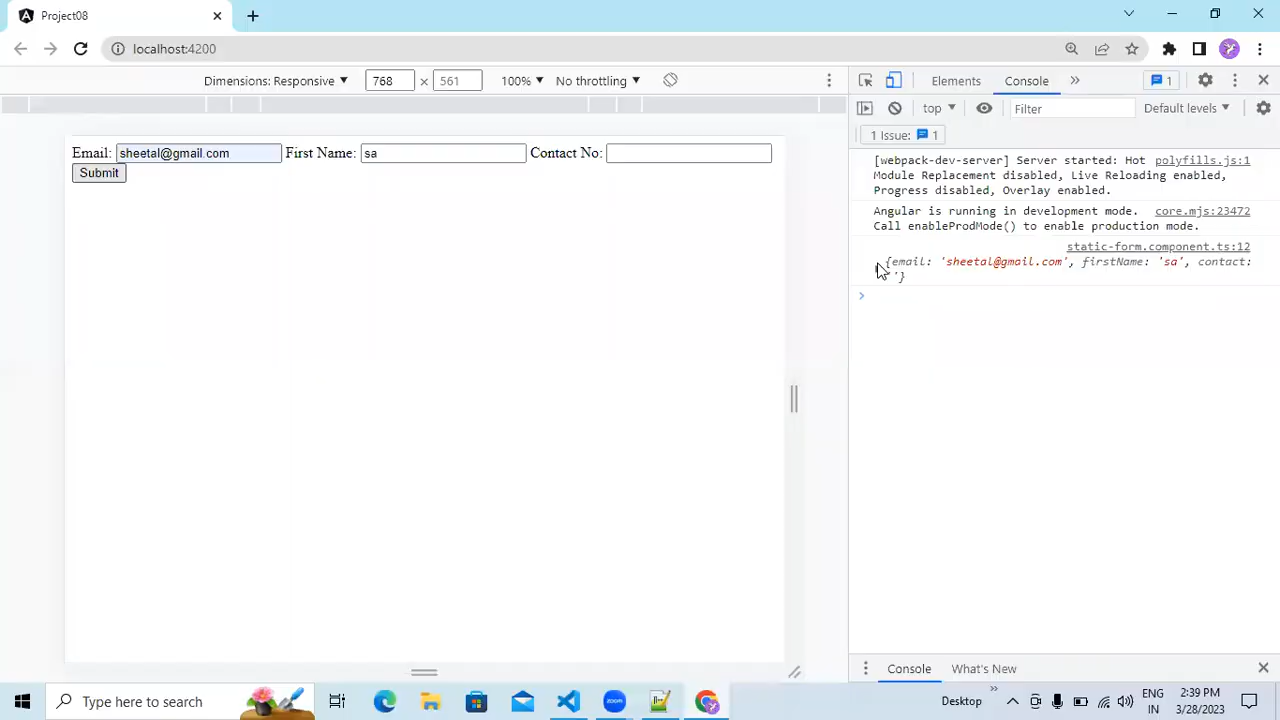 Project08
localhost:4200
Dimensions: Responsive 768 × 561 100% No throttling
Elements Console
1
top Filter Default levels
1 Issue: 1
[webpack-dev-server] Server started: Hot polyfills.js:1
Module Replacement disabled, Live Reloading enabled,
Progress disabled, Overlay enabled.
Angular is running in development mode. core.mjs:23472
Call enableProdMode() to enable production mode.
static-form.component.ts:12
{email: 'sheetal@gmail.com', firstName: 'sa', contact:
'}
Email: sheetal@gmail.com First Name: sa Contact No:
Submit
Console What's New
Type here to search
Desktop
ENG
IN
2:39 PM
3/28/2023